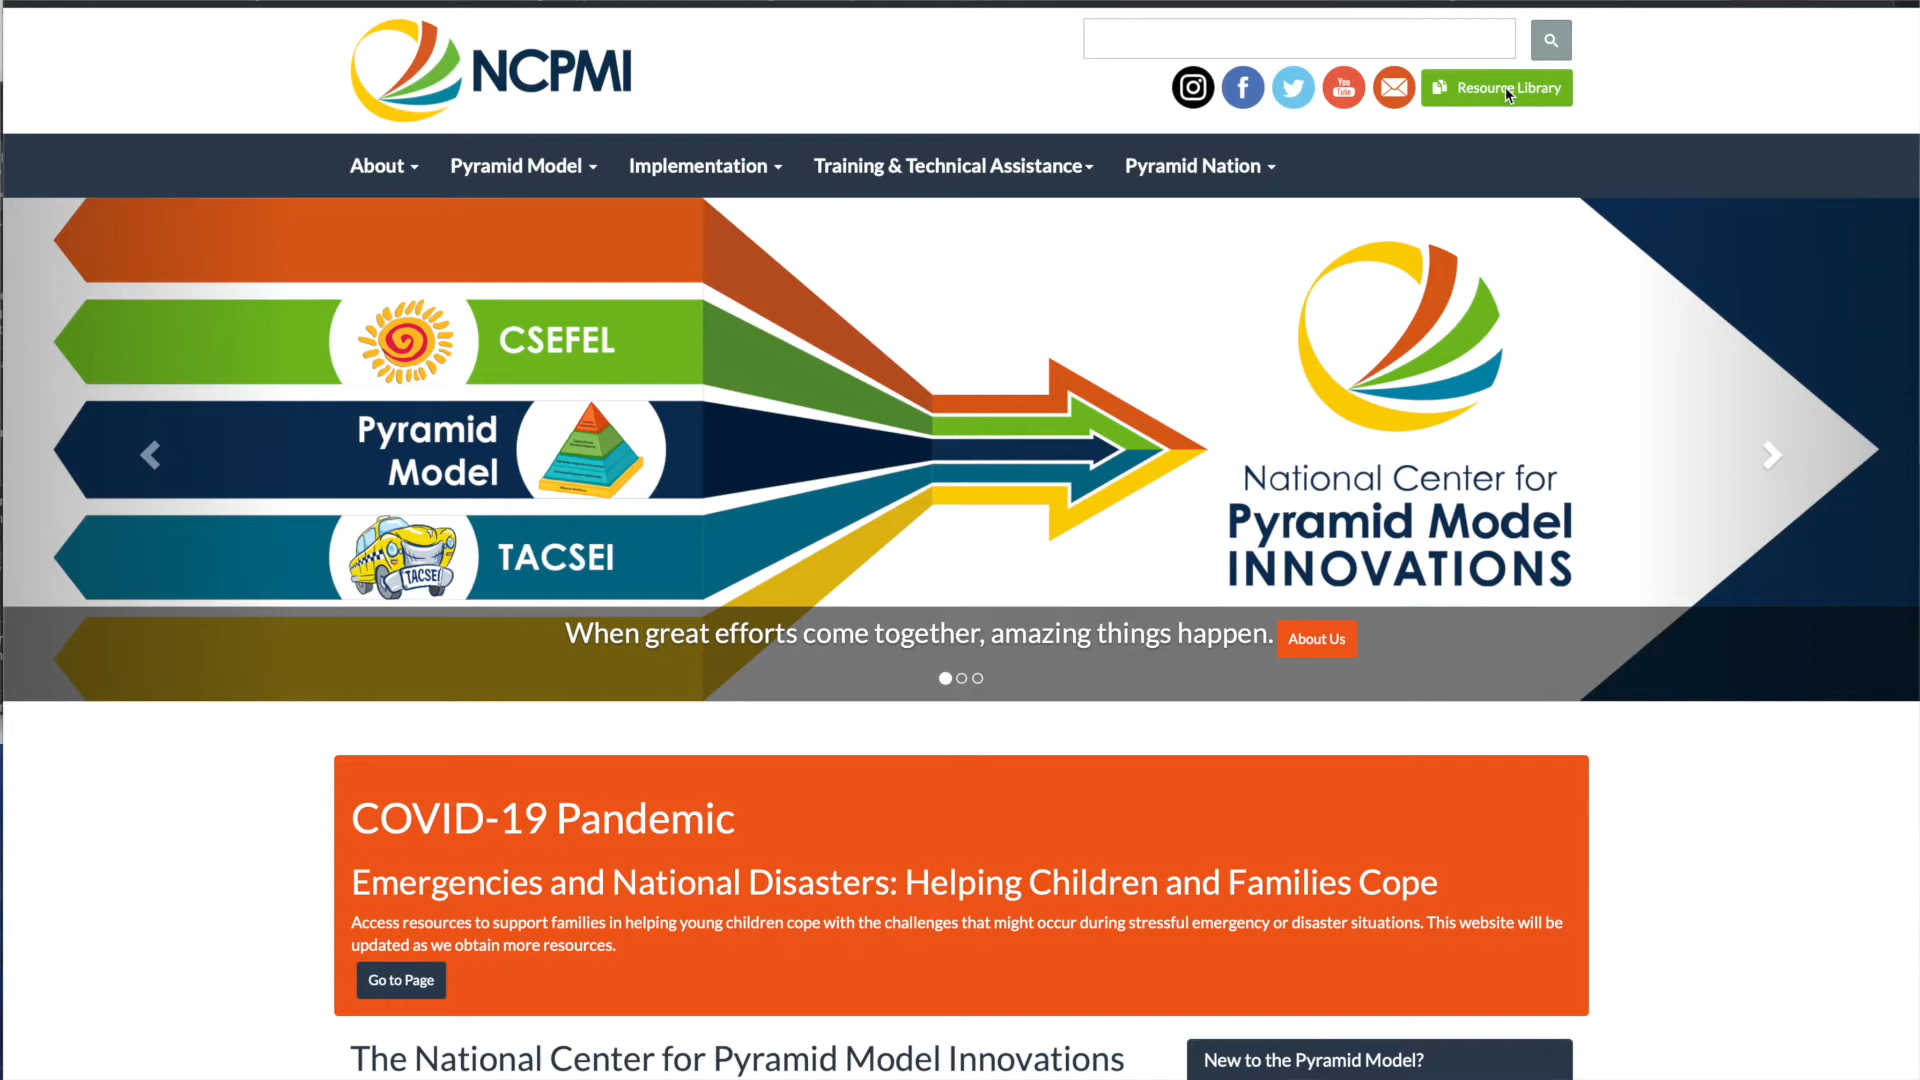 NCPMI
You
Tube
Resource Library
About
Pyramid Model
Implementation
Training & Technical Assistance
Pyramid Nation
CSEFEL
Pyramid
Model
TACSEI
TACSEI
National Center for
Pyramid Model
INNOVATIONS
When great efforts come together, amazing things happen.
About Us
COVID-19 Pandemic
Emergencies and National Disasters: Helping Children and Families Cope
Access resources to support families in helping young children cope with the challenges that might occur during stressful emergency or disaster situations. This website will be
updated as we obtain more resources.
Go to Page
The National Center for Pyramid Model Innovations
New to the Pyramid Model?